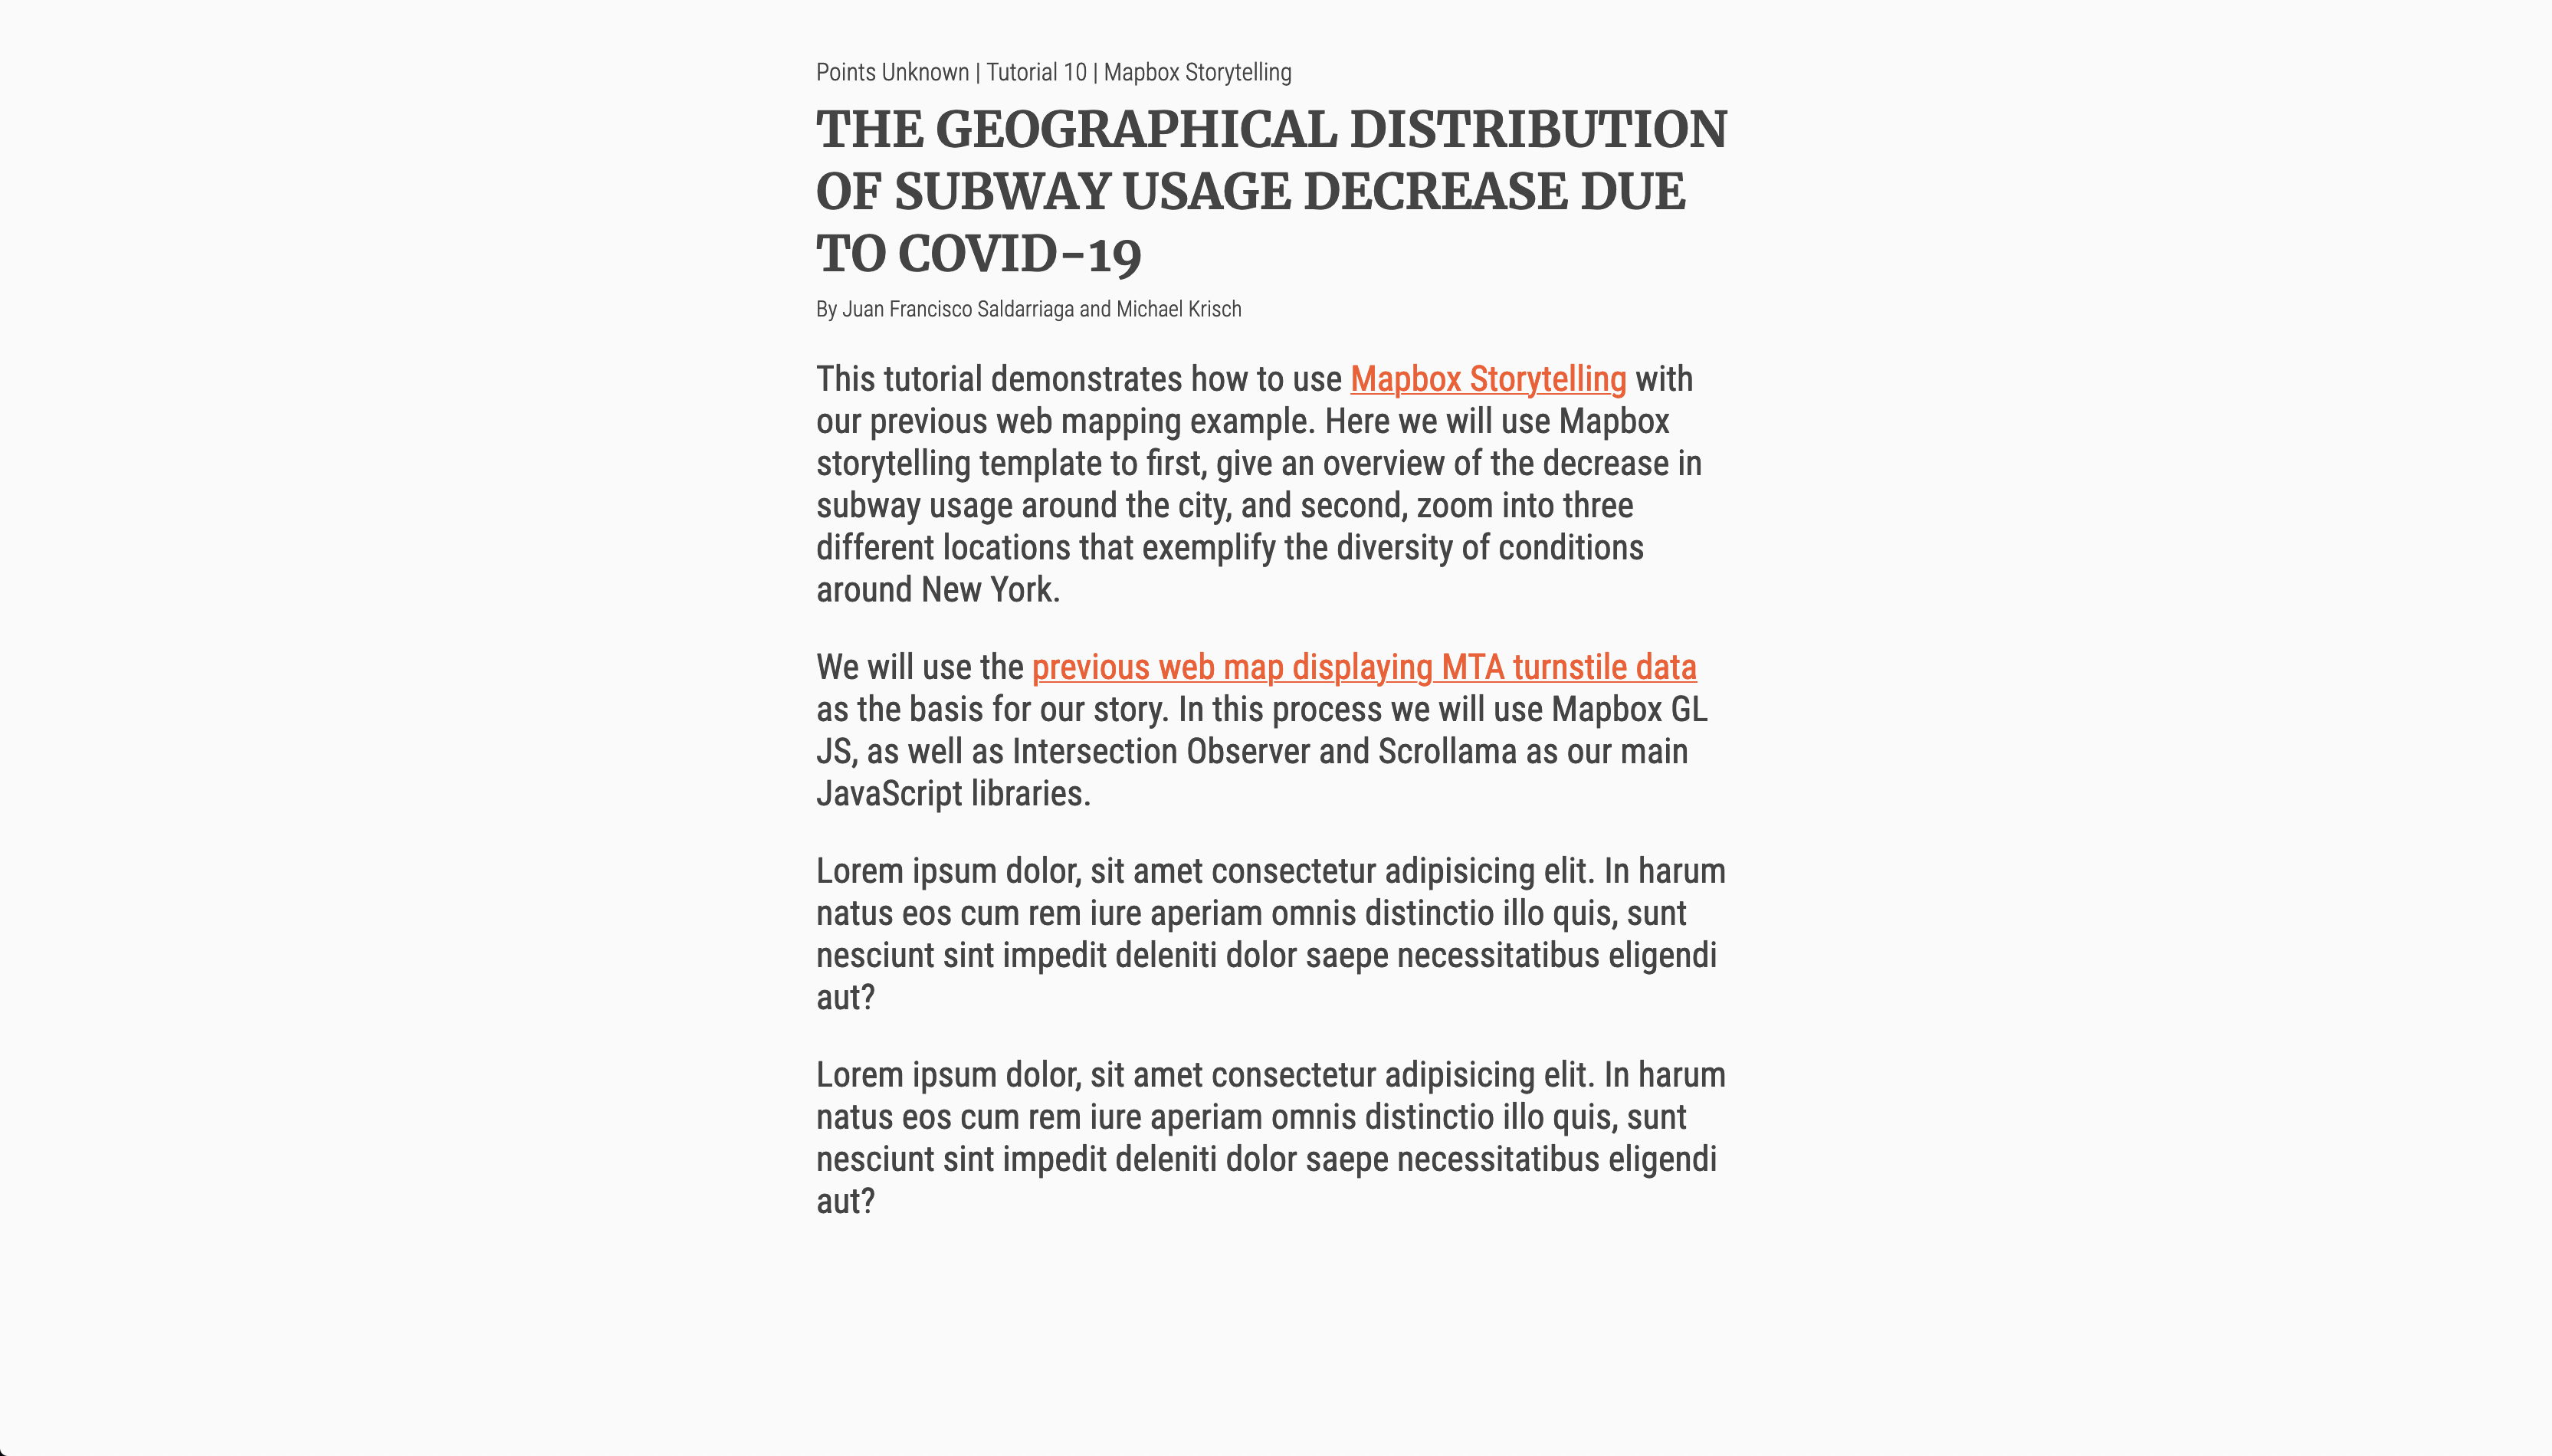 Points Unknown | Tutorial 10 | Mapbox Storytelling
THE GEOGRAPHICAL DISTRIBUTION
OF SUBWAY USAGE DECREASE DUE
TO COVID-19
By Juan Francisco Saldarriaga and Michael Krisch
This tutorial demonstrates how to use Mapbox Storytelling with
our previous web mapping example. Here we will use Mapbox
storytelling template to first, give an overview of the decrease in
subway usage around the city, and second, zoom into three
different locations that exemplify the diversity of conditions
around New York.
We will use the previous web map displaying MTA turnstile data
as the basis for our story. In this process we will use Mapbox GL
JS, as well as Intersection Observer and Scrollama as our main
JavaScript libraries.
Lorem ipsum dolor, sit amet consectetur adipisicing elit. In harum
natus eos cum rem iure aperiam omnis distinctio illo quis, sunt
nesciunt sint impedit deleniti dolor saepe necessitatibus eligendi
aut?
Lorem ipsum dolor, sit amet consectetur adipisicing elit. In harum
natus eos cum rem iure aperiam omnis distinctio illo quis, sunt
nesciunt sint impedit deleniti dolor saepe necessitatibus eligendi
aut?